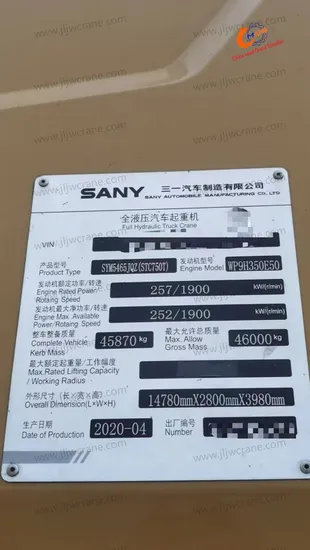 SANY 三一汽车制造有限公司
SANY AUTOMOBILE MANUFACTURING CO., LTD
全液压汽车起重机
Full Hydraulic Truck Crane
VIN
产品型号 SYM5465JQZ(STC750T) 发动机型号 WP9H350E50
Product Type Engine Model
发动机额定功率/转速 257/1900 kW/(r/min)
Engine Rated Power/
Rotating Speed
发动机最大净功率/转速 252/1900 kW/(r/min)
Engine Max. Available
Power/Rotating Speed
整车整备质量 45870 kg 最大允许总质量 46000 kg
Complete Vehicle Max. Allow
Kerb Mass Gross Mass
最大额定起重量/工作幅度
Max.Rated Lifting Capacity
/ Working Radius
外形尺寸(长×宽×高) 14780mmX2800mmX3980mm
Overall Dimension(L×W×H)
生产日期 2020-04 出厂编号
Date of Production Number
www.jljwcrane.com